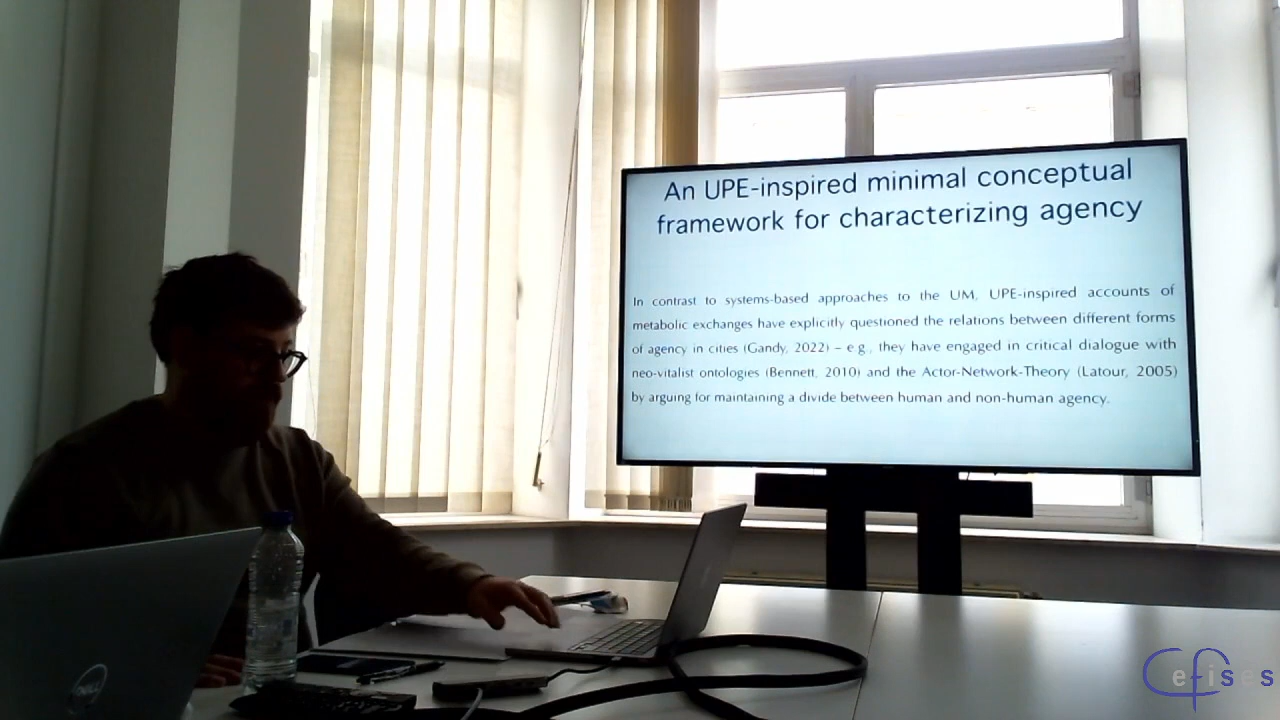 An UPE-inspired minimal conceptual
framework for characterizing agency
In contrast to systems-based approaches to the UM, UPE-inspired accounts of
metabolic exchanges have explicitly questioned the relations between different forms
of agency in cities (Gandy, 2022) – e.g., they have engaged in critical dialogue with
neo-vitalist ontologies (Bennett, 2010) and the Actor-Network-Theory (Latour, 2005)
by arguing for maintaining a divide between human and non-human agency.
DELL
Cefises